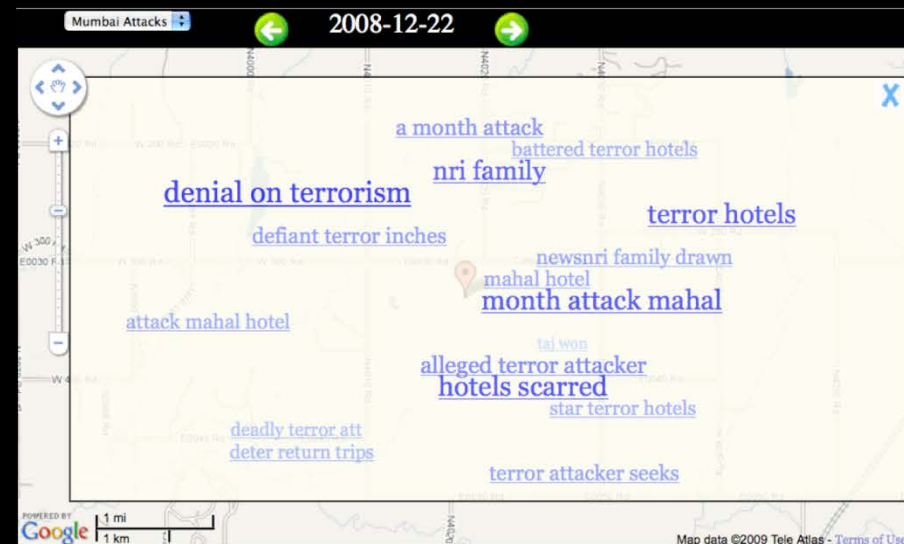 Mumbai Attacks
2008-12-22
a month attack
battered terror hotels
nri family
denial on terrorism
terror hotels
defiant terror inches
newsnri family drawn
mahal hotel
month attack mahal
attack mahal hotel
taj won
alleged terror attacker
hotels scarred
star terror hotels
deadly terror att
deter return trips
terror attacker seeks
X
POWERED BY
Google
1 mi
1 km
Map data ©2009 Tele Atlas - Terms of Use